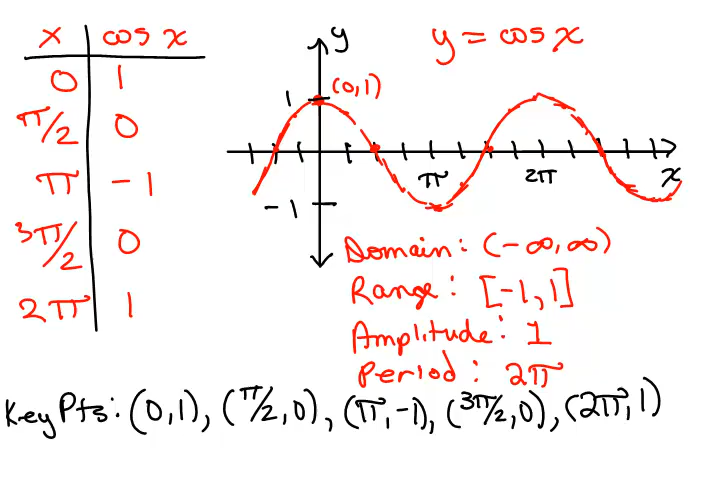 x cos x
0 1
π/2 0
π -1
3π/2 0
2π 1
y
y = cos x
1
(0,1)
π
2π
x
-1
Domain: (-∞,∞)
Range: [-1,1]
Amplitude: 1
Period: 2π
Key Pts: (0,1), (π/2,0), (π,-1), (3π/2,0), (2π,1)